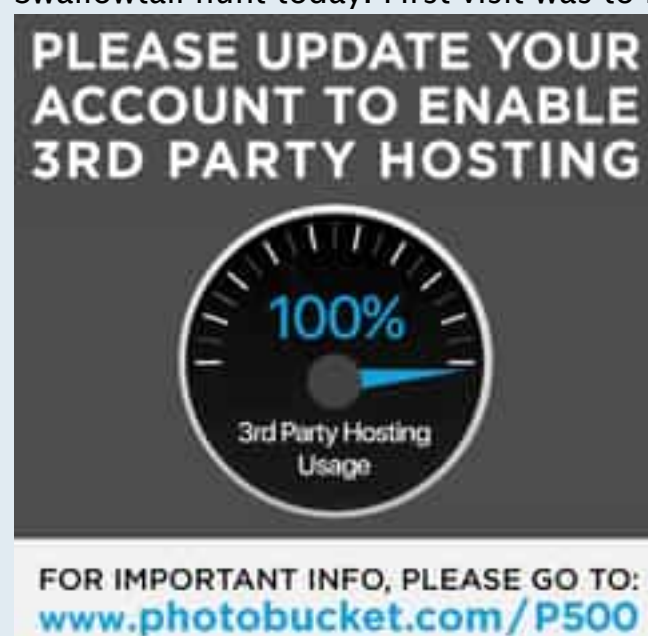 PLEASE UPDATE YOUR
ACCOUNT TO ENABLE
3RD PARTY HOSTING
100%
3rd Party Hosting
Usage
FOR IMPORTANT INFO, PLEASE GO TO:
www.photobucket.com/P500